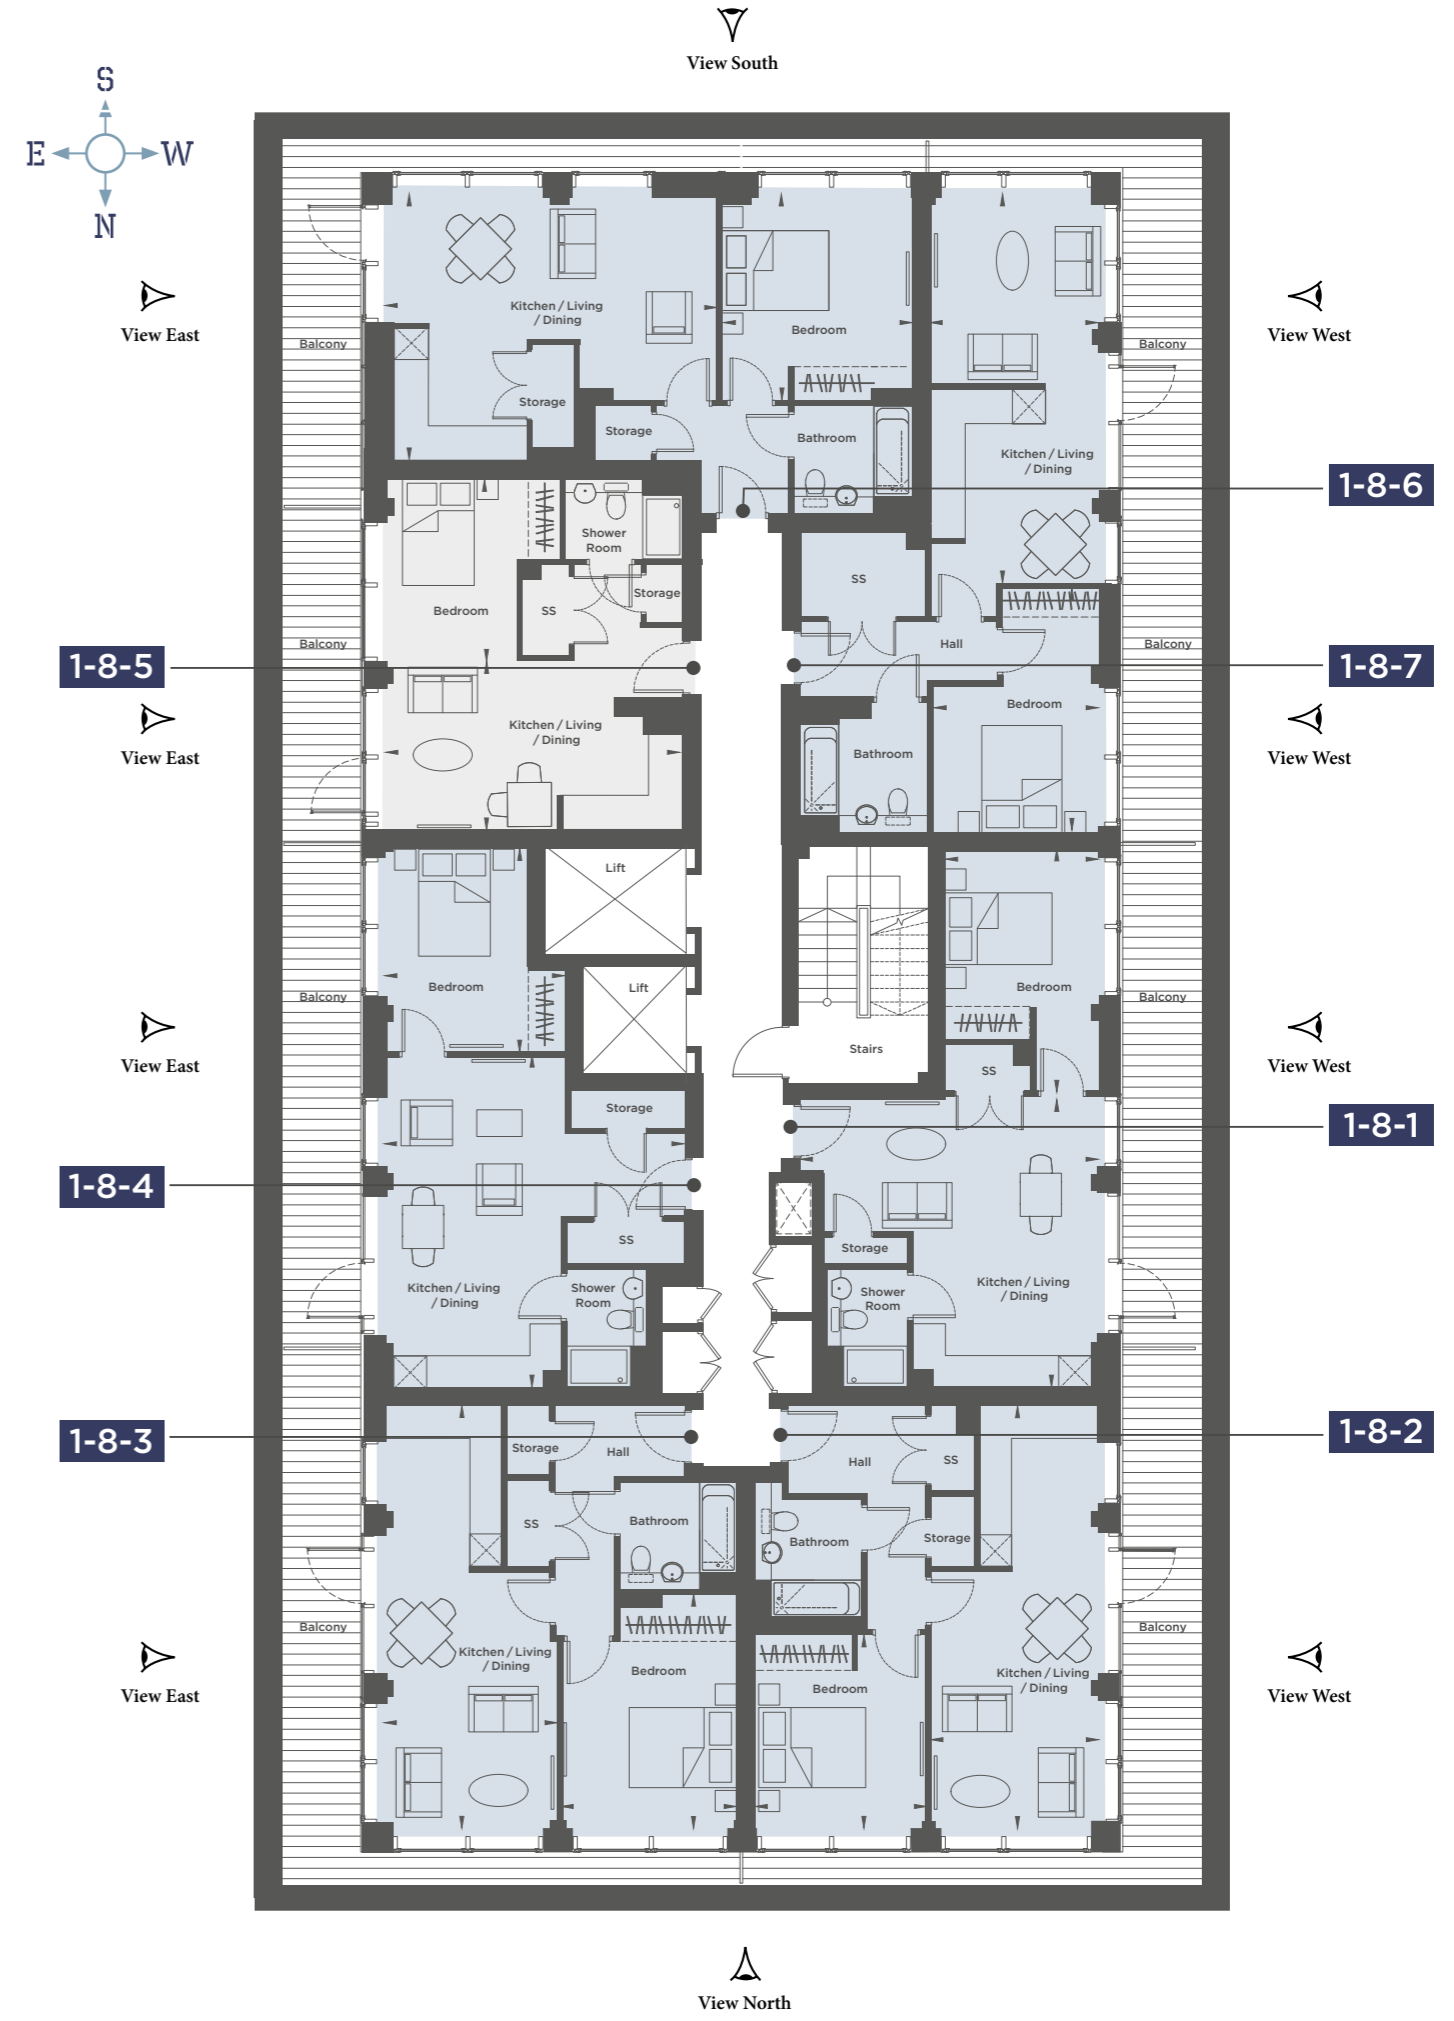 View South
S
E
W
N
View East
View West
Balcony
Kitchen / Living
/ Dining
Bedroom
Balcony
Storage
Storage
Bathroom
Kitchen / Living
/ Dining
1-8-6
Shower
Room
Bedroom
SS
Storage
SS
Hall
Balcony
Balcony
1-8-5
1-8-7
Bedroom
View East
Kitchen / Living
/ Dining
Bathroom
View West
Lift
Bedroom
Lift
Balcony
Bedroom
Balcony
Stairs
View East
View West
SS
Storage
1-8-1
1-8-4
SS
Storage
Kitchen / Living
/ Dining
Shower
Room
Shower
Room
Kitchen / Living
/ Dining
1-8-3
1-8-2
Storage
Hall
Hall
SS
SS
Bathroom
Bathroom
Storage
Balcony
Kitchen / Living
/ Dining
Bedroom
Bedroom
Kitchen / Living
/ Dining
Balcony
View East
View West
View North